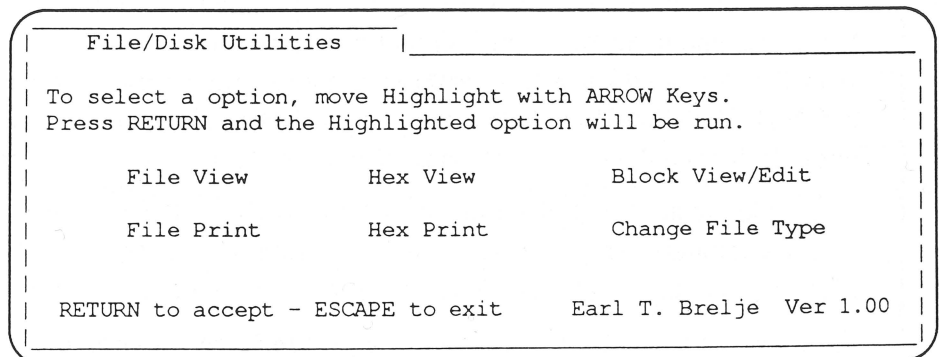 File/Disk Utilities
To select a option, move Highlight with ARROW Keys.
Press RETURN and the Highlighted option will be run.
File View Hex View Block View/Edit
File Print Hex Print Change File Type
RETURN to accept - ESCAPE to exit Earl T. Brelje Ver 1.00